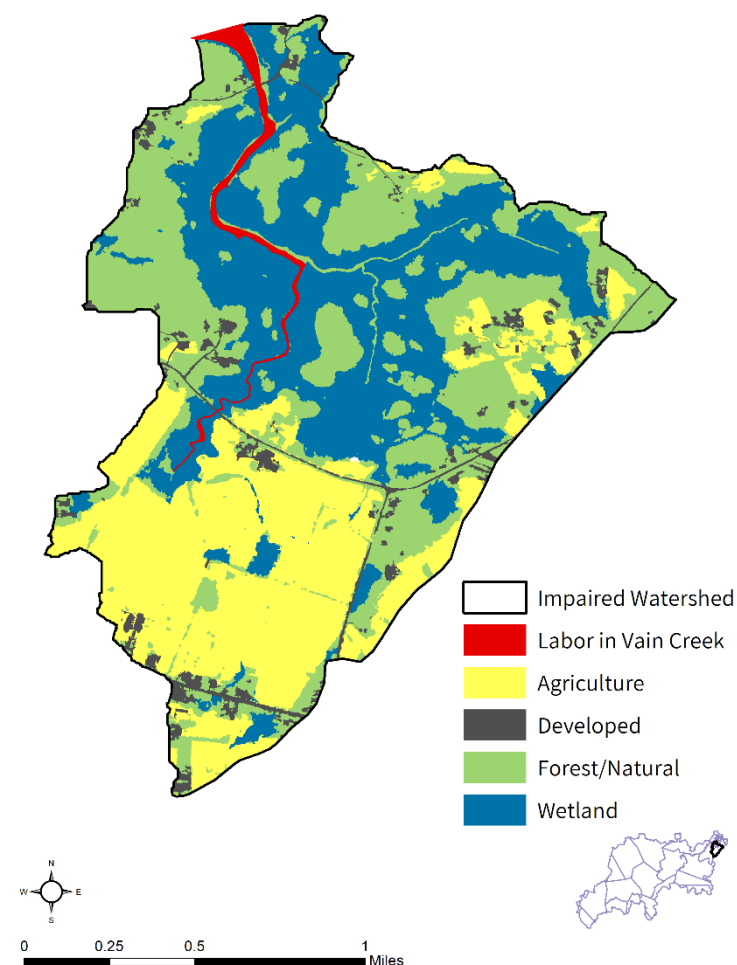 Impaired Watershed
Labor in Vain Creek
Agriculture
Developed
Forest/Natural
Wetland
N
W E
S
0 0.25 0.5 1
Miles